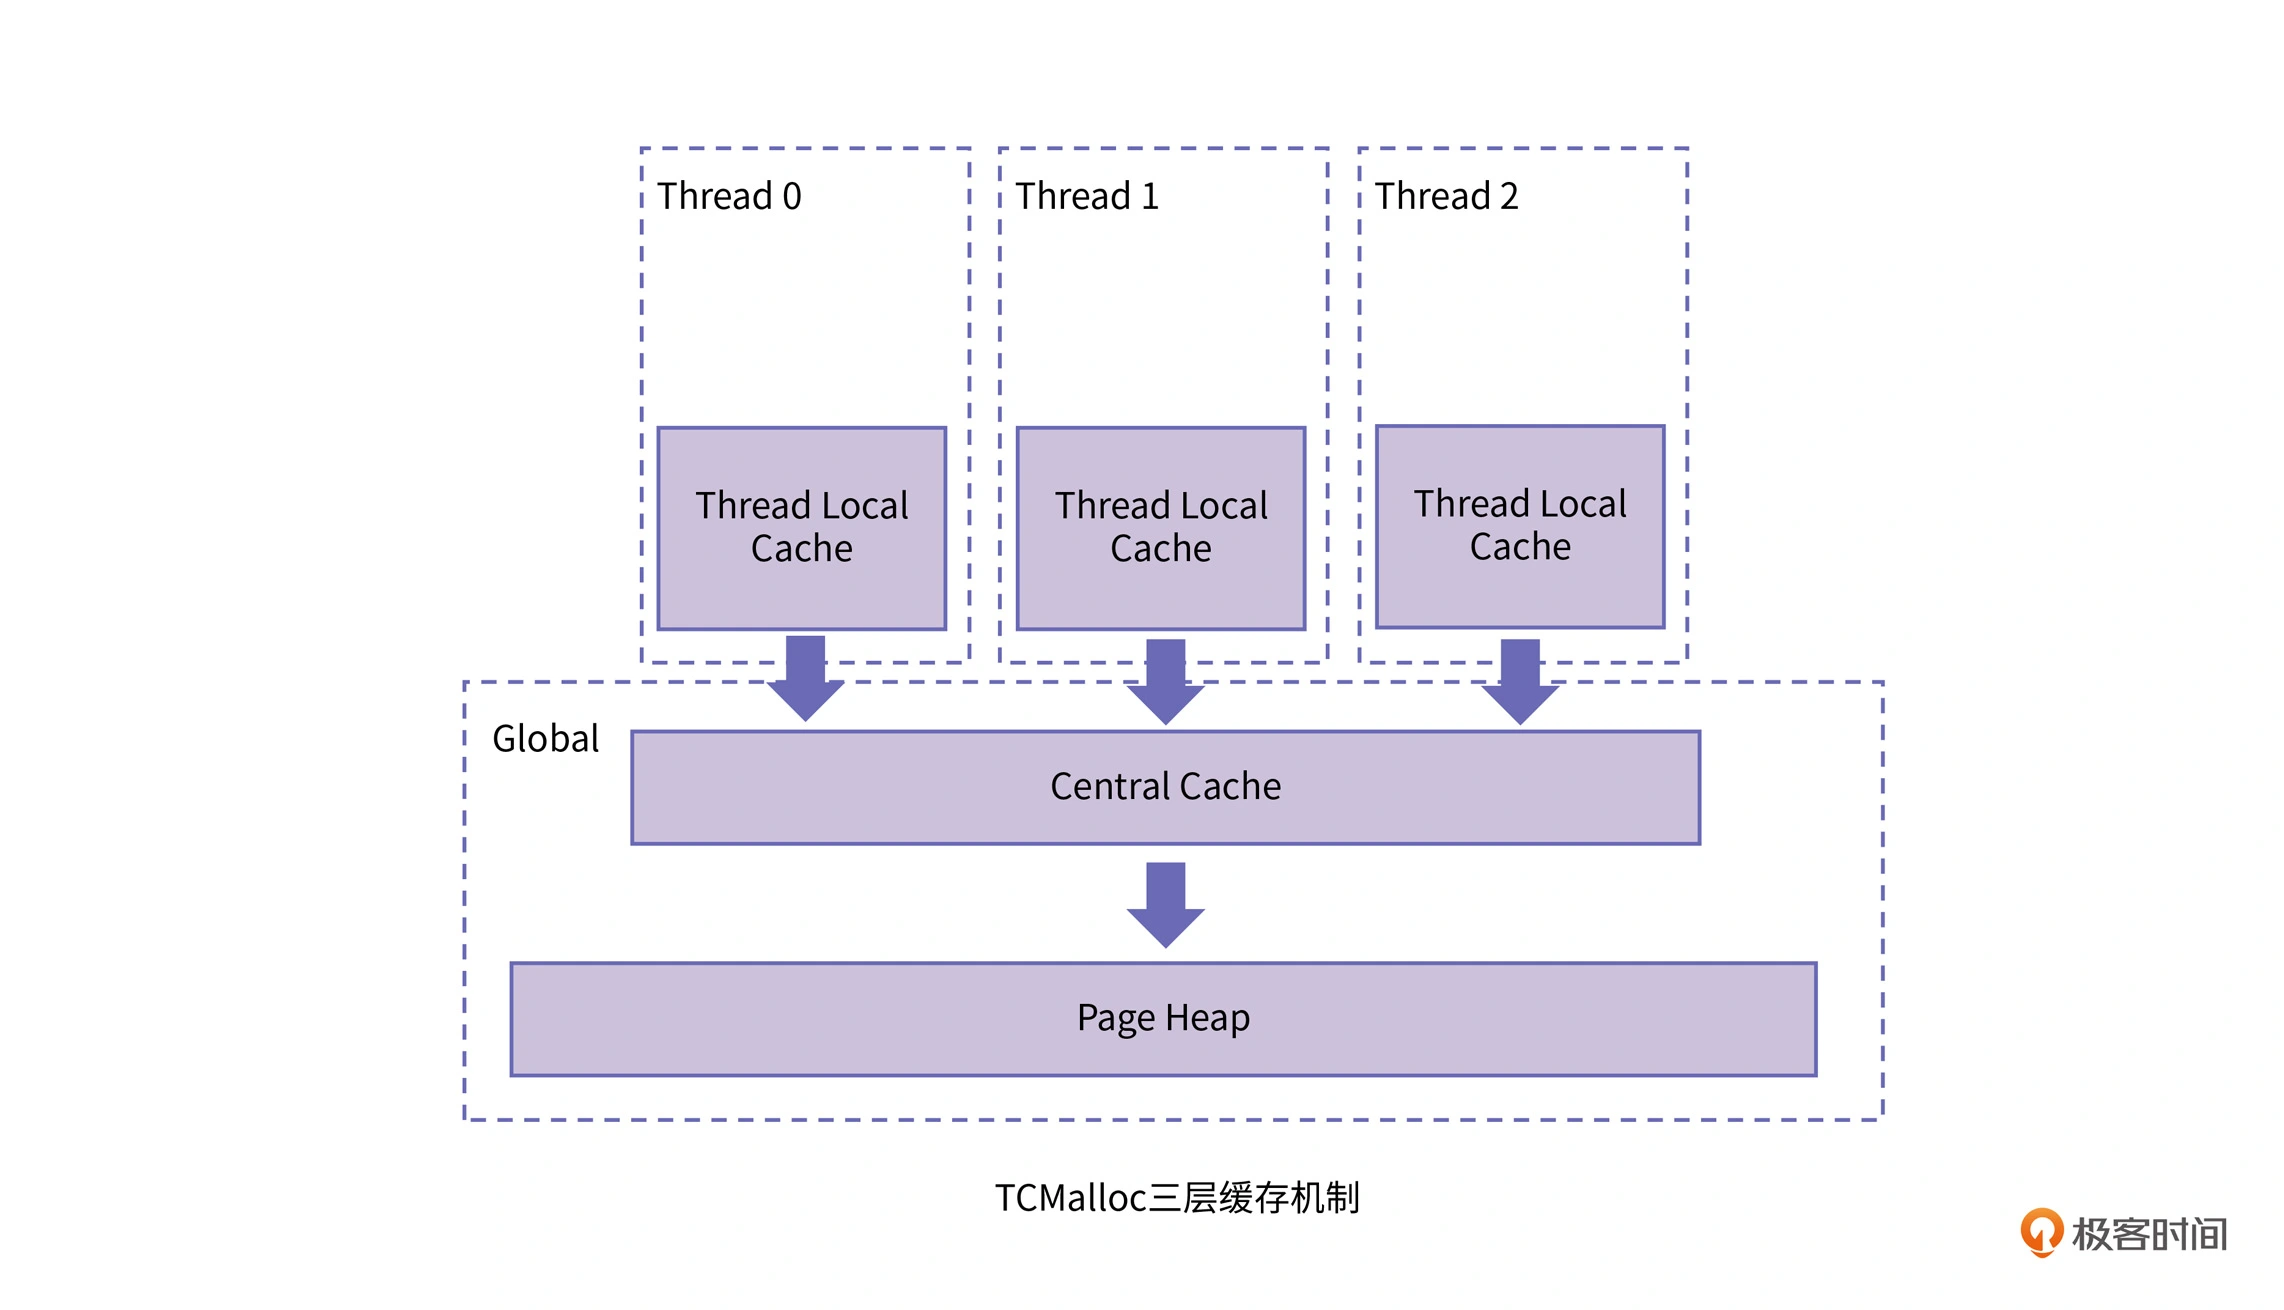 Thread 0
Thread 1
Thread 2
Thread Local
Cache
Thread Local
Cache
Thread Local
Cache
Global
Central Cache
Page Heap
TCMalloc三层缓存机制
极客时间